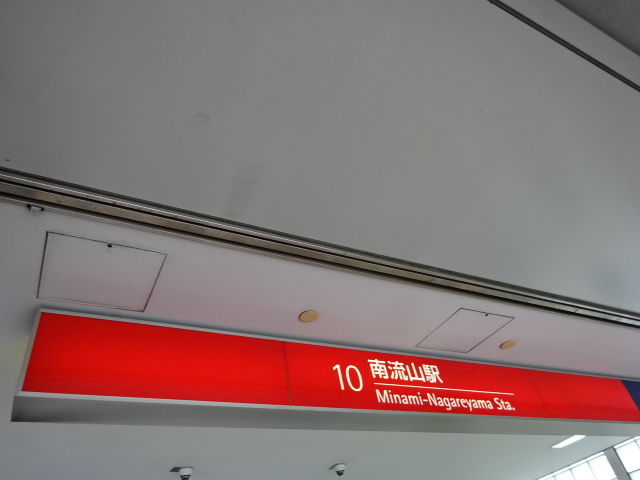 10 南流山駅
Minami-Nagareyama Sta.